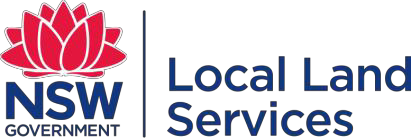 NSW
GOVERNMENT
Local Land
Services